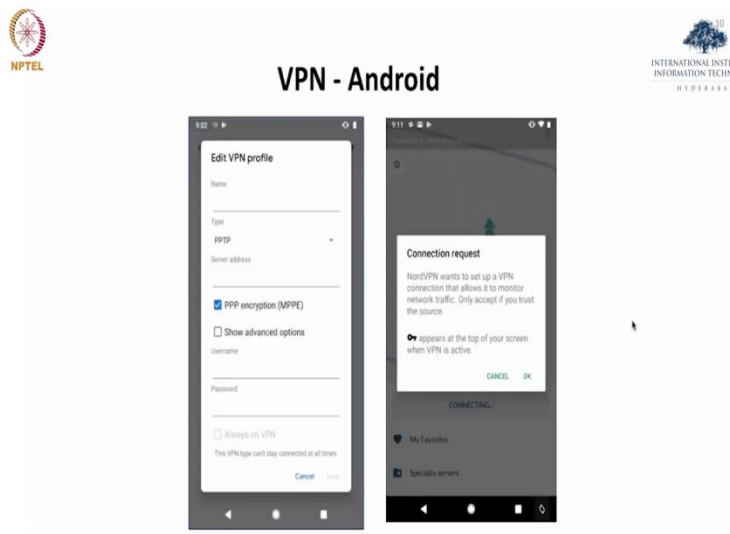 10
NPTEL
INTERNATIONAL INSTI
INFORMATION TECHN
HYDERABA
VPN - Android
9:02
Edit VPN profile
Name
Type
PPTP
Server address
PPP encryption (MPPE)
Show advanced options
Username
Password
Always on VPN
This VPN type can't stay connected at all times
Cancel Save
9:11
Connection request
NordVPN wants to set up a VPN
connection that allows it to monitor
network traffic. Only accept if you trust
the source.
appears at the top of your screen
when VPN is active.
CANCEL OK
CONNECTING...
My Favorites
Specialty servers